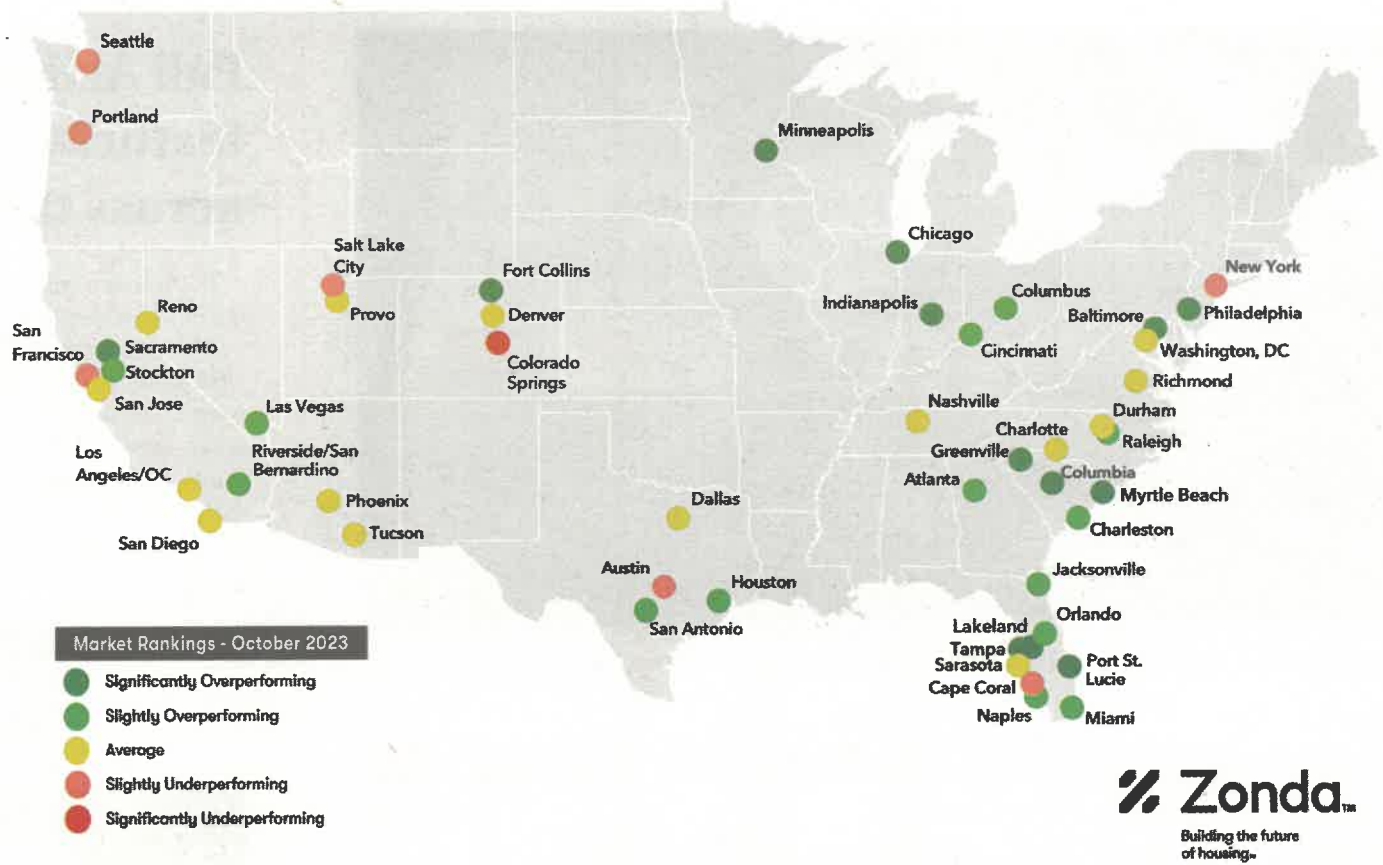 Seattle
Portland
Minneapolis
Chicago
Salt Lake
City
Fort Collins
New York
Reno
Provo
Denver
Indianapolis
Columbus
Baltimore
Philadelphia
San
Francisco
Sacramento
Stockton
San Jose
Colorado
Springs
Cincinnati
Washington, DC
Richmond
Las Vegas
Nashville
Durham
Charlotte
Raleigh
Los
Angeles/OC
Riverside/San
Bernardino
Greenville
Columbia
Atlanta
Myrtle Beach
Phoenix
Dallas
Charleston
San Diego
Tucson
Austin
Houston
San Antonio
Jacksonville
Orlando
Lakeland
Tampa
Sarasota
Port St.
Lucie
Cape Coral
Naples
Miami
Market Rankings - October 2023
Significantly Overperforming
Slightly Overperforming
Average
Slightly Underperforming
Significantly Underperforming
Zonda™
Building the future
of housing™